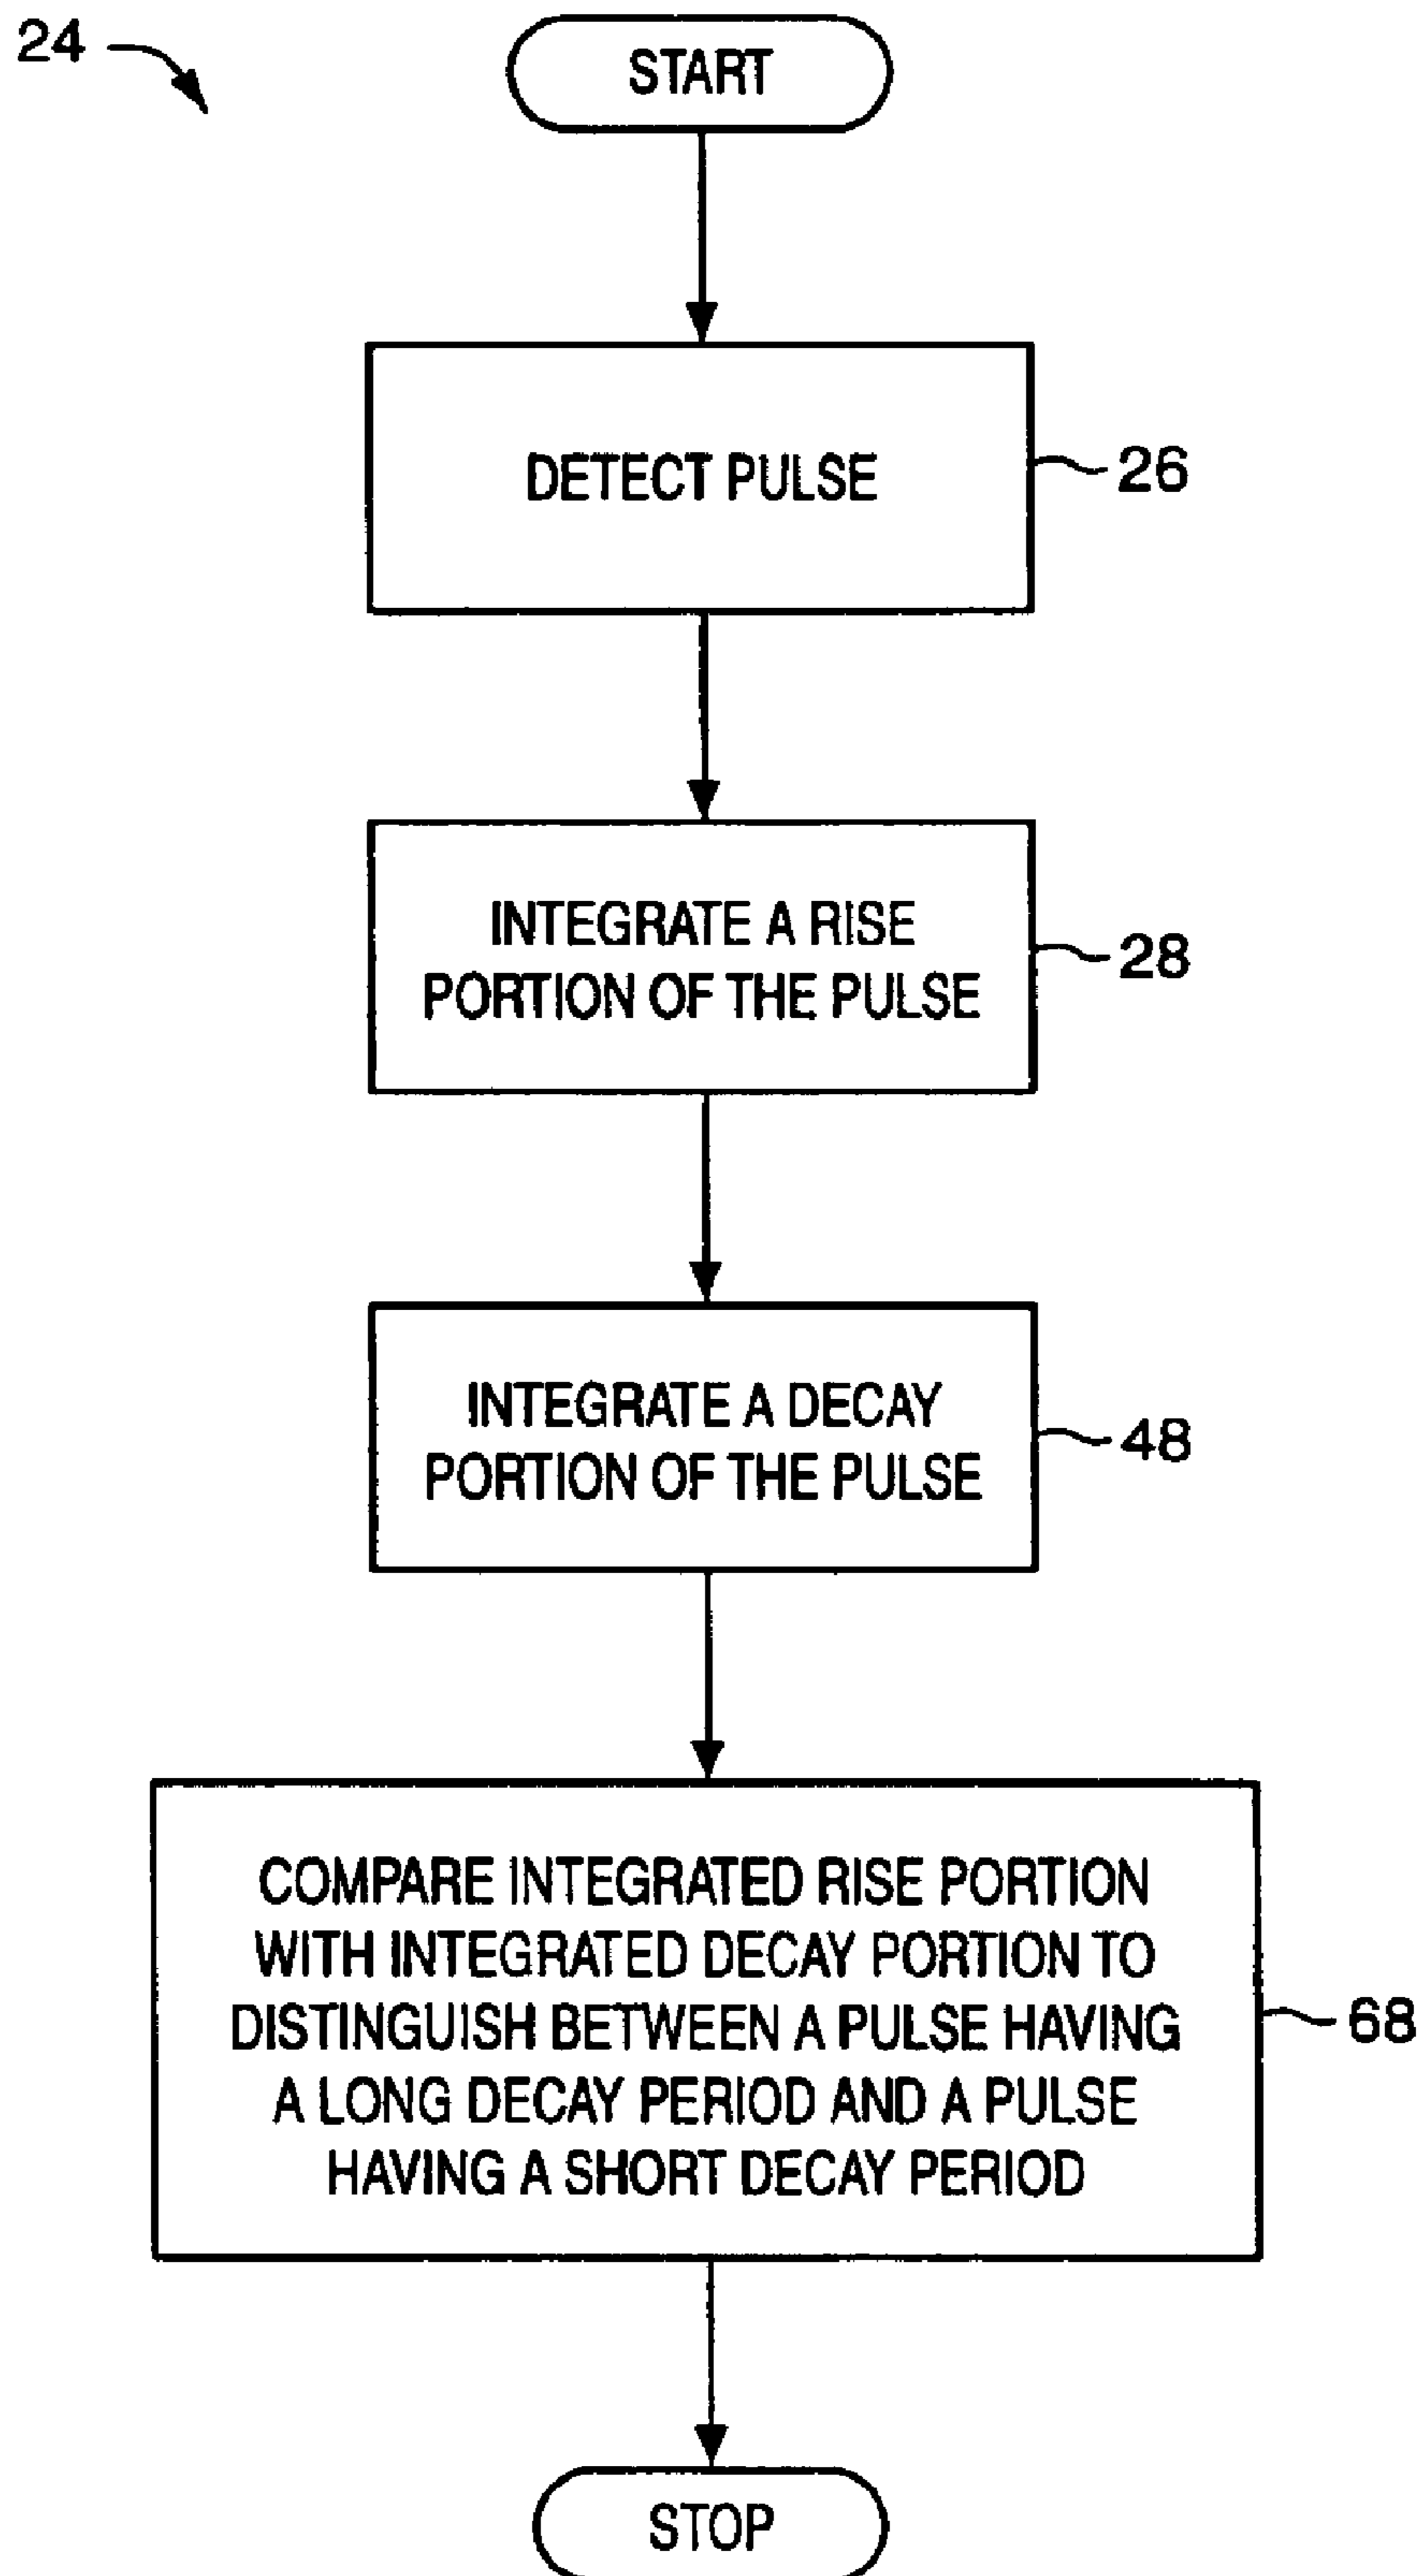 24
START
DETECT PULSE
26
INTEGRATE A RISE
PORTION OF THE PULSE
28
INTEGRATE A DECAY
PORTION OF THE PULSE
48
COMPARE INTEGRATED RISE PORTION
WITH INTEGRATED DECAY PORTION TO
DISTINGUISH BETWEEN A PULSE HAVING
A LONG DECAY PERIOD AND A PULSE
HAVING A SHORT DECAY PERIOD
68
STOP